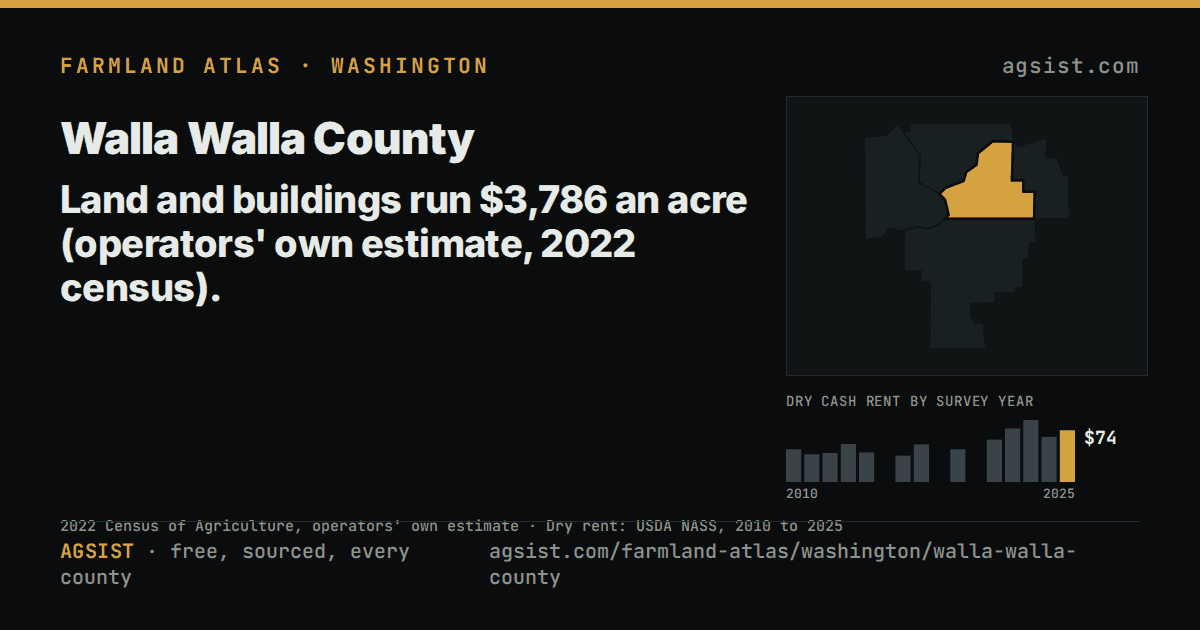 FARMLAND ATLAS · WASHINGTON
agsist.com
Walla Walla County
Land and buildings run $3,786 an acre
(operators' own estimate, 2022
census).
DRY CASH RENT BY SURVEY YEAR
$74
2010 2025
2022 Census of Agriculture, operators' own estimate · Dry rent: USDA NASS, 2010 to 2025
AGSIST · free, sourced, every
county
agsist.com/farmland-atlas/washington/walla-walla-
county